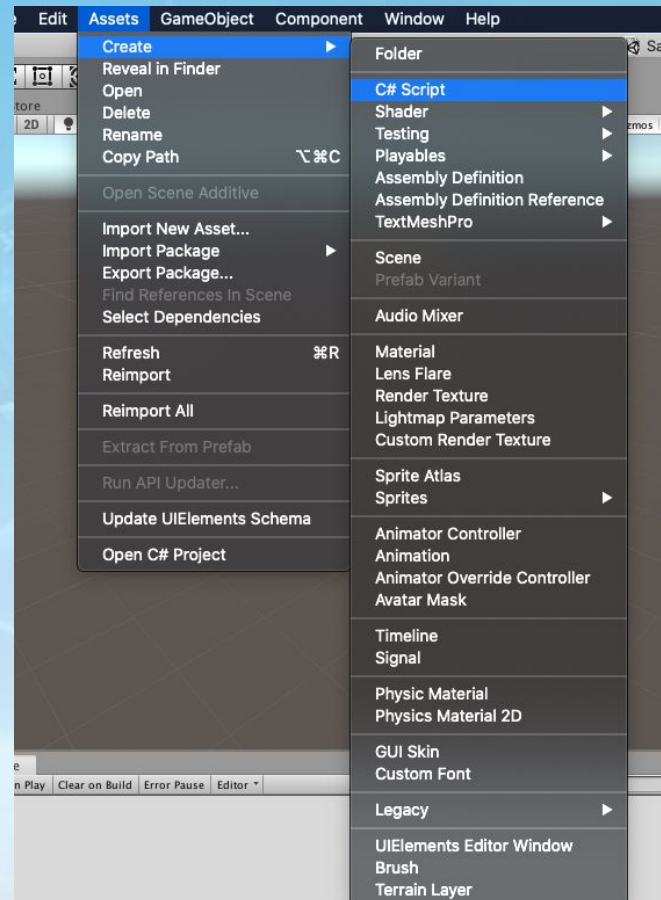 Edit Assets GameObject Component Window Help
Create
Reveal in Finder
Open
Delete
Rename
Copy Path ⌥⌘C
Open Scene Additive
Import New Asset...
Import Package
Export Package...
Find References In Scene
Select Dependencies
Refresh ⌘R
Reimport
Reimport All
Extract From Prefab
Run API Updater...
Update UIElements Schema
Open C# Project
Folder
C# Script
Shader
Testing
Playables
Assembly Definition
Assembly Definition Reference
TextMeshPro
Scene
Prefab Variant
Audio Mixer
Material
Lens Flare
Render Texture
Lightmap Parameters
Custom Render Texture
Sprite Atlas
Sprites
Animator Controller
Animation
Animator Override Controller
Avatar Mask
Timeline
Signal
Physic Material
Physics Material 2D
GUI Skin
Custom Font
Legacy
UIElements Editor Window
Brush
Terrain Layer
Sa
tore
2D
zmos
e
n Play Clear on Build Error Pause Editor